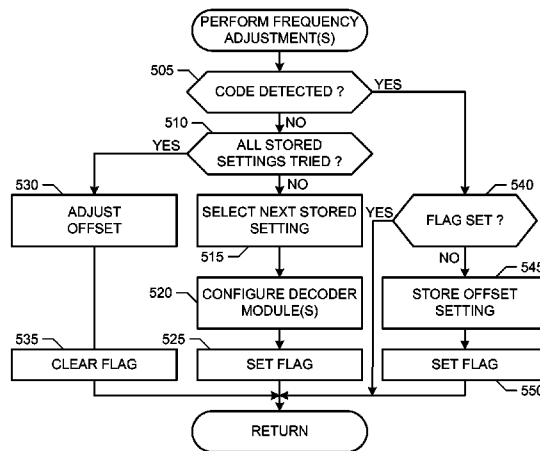 PERFORM FREQUENCY
ADJUSTMENT(S)
505
CODE DETECTED ?
YES
NO
510
ALL STORED
SETTINGS TRIED ?
YES
NO
530
ADJUST
OFFSET
SELECT NEXT STORED
SETTING
515
540
FLAG SET ?
YES
NO
520
CONFIGURE DECODER
MODULE(S)
545
STORE OFFSET
SETTING
535
CLEAR FLAG
525
SET FLAG
SET FLAG
550
RETURN